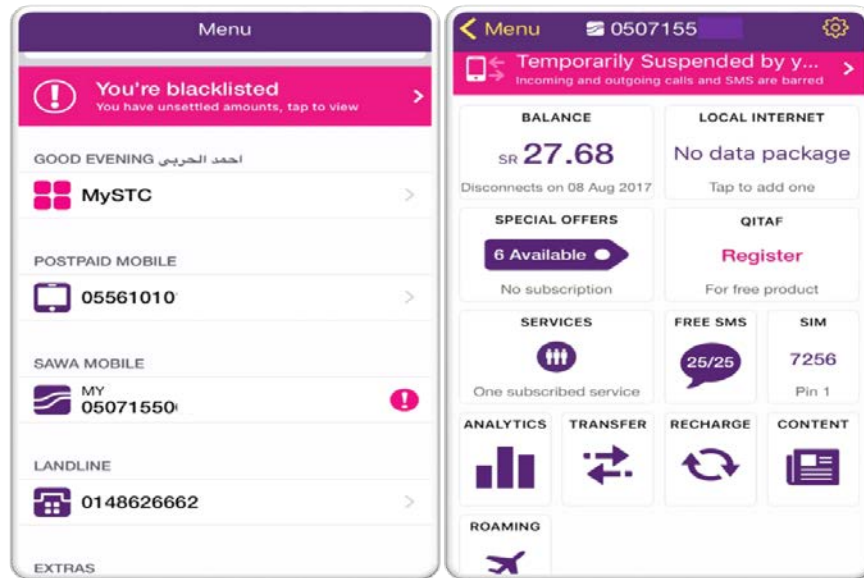 Menu
You're blacklisted
You have unsettled amounts, tap to view
GOOD EVENING احمد الحربي
MySTC
POSTPAID MOBILE
05561010
SAWA MOBILE
MY
05071550
LANDLINE
0148626662
EXTRAS
Menu 0507155
Temporarily Suspended by y...
Incoming and outgoing calls and SMS are barred
BALANCE
SR 27.68
Disconnects on 08 Aug 2017
LOCAL INTERNET
No data package
Tap to add one
SPECIAL OFFERS
6 Available
No subscription
QITAF
Register
For free product
SERVICES
One subscribed service
FREE SMS
25/25
SIM
7256
Pin 1
ANALYTICS
TRANSFER
RECHARGE
CONTENT
ROAMING